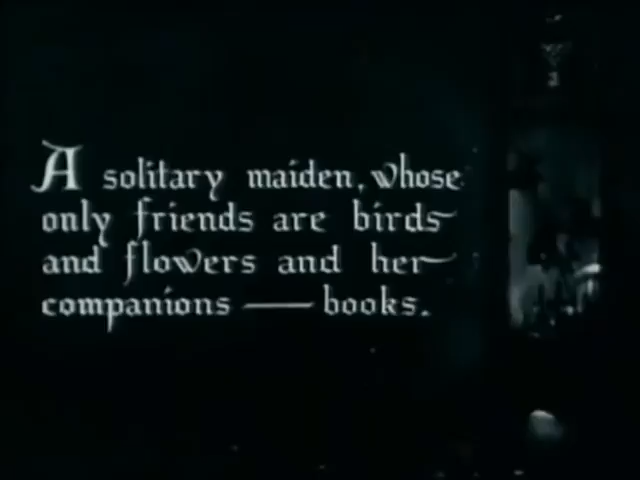 A solitary maiden, whose
only friends are birds
and flowers and her
companions — books.